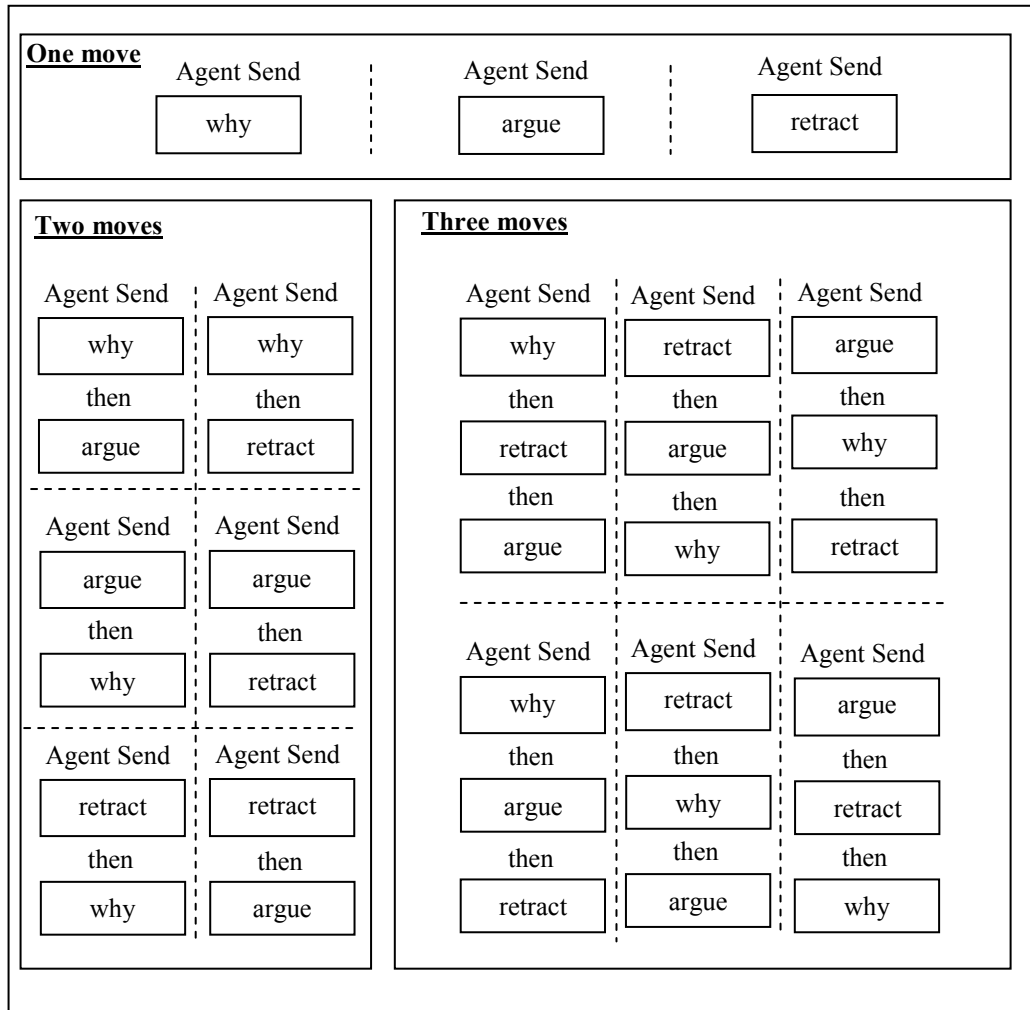 One move
Agent Send
why
Agent Send
argue
Agent Send
retract
Two moves
Agent Send
why
then
argue
Agent Send
why
then
retract
Agent Send
argue
then
why
Agent Send
argue
then
retract
Agent Send
retract
then
why
Agent Send
retract
then
argue
Three moves
Agent Send
why
then
retract
then
argue
Agent Send
retract
then
argue
then
why
Agent Send
argue
then
why
then
retract
Agent Send
why
then
argue
then
retract
Agent Send
retract
then
why
then
argue
Agent Send
argue
then
retract
then
why